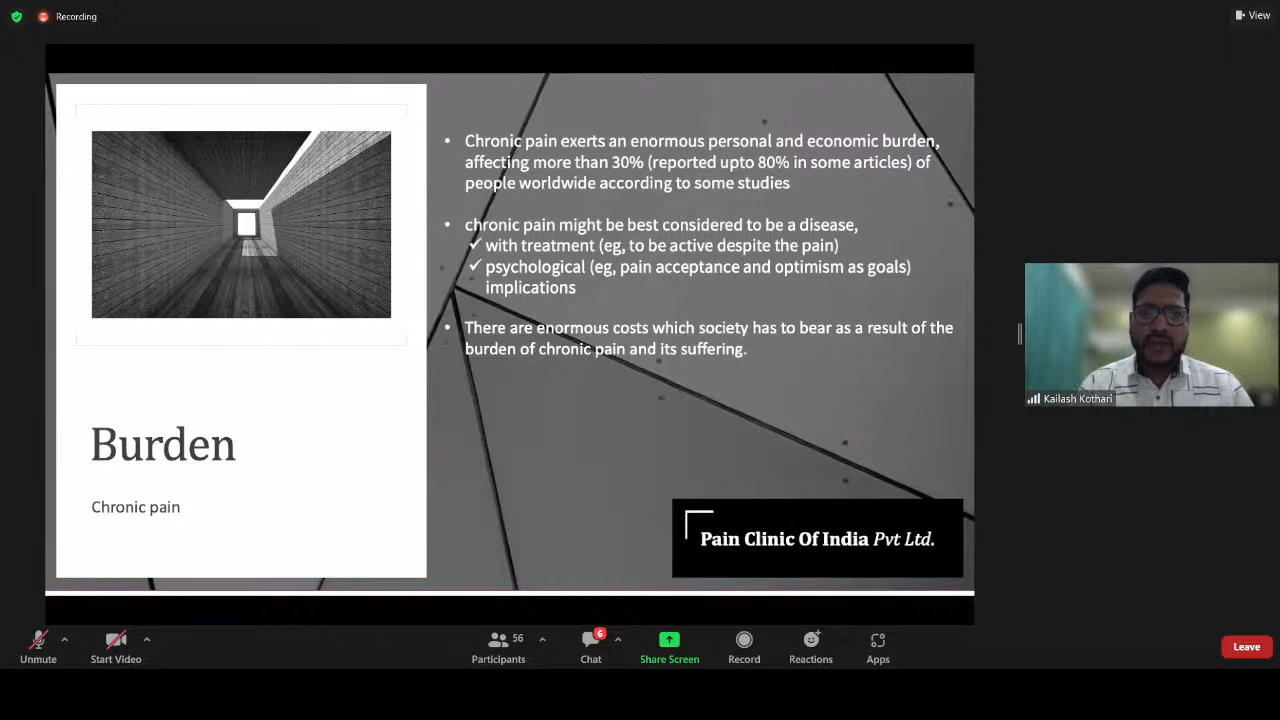 Recording
View
• Chronic pain exerts an enormous personal and economic burden,
affecting more than 30% (reported upto 80% in some articles) of
people worldwide according to some studies
• chronic pain might be best considered to be a disease,
✓ with treatment (eg, to be active despite the pain)
✓ psychological (eg, pain acceptance and optimism as goals)
implications
• There are enormous costs which society has to bear as a result of the
burden of chronic pain and its suffering.
Burden
Chronic pain
Pain Clinic Of India Pvt Ltd.
Kailash Kothari
Unmute
Start Video
56
Participants
6
Chat
Share Screen
Record
Reactions
Apps
Leave